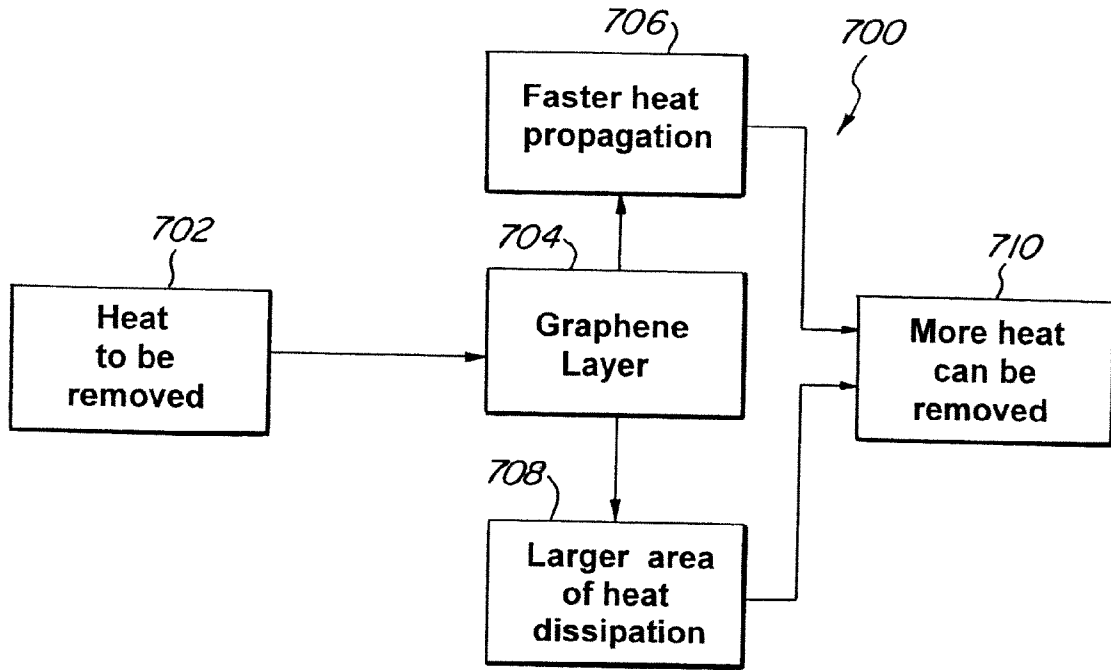 706
700
Faster heat
propagation
702
704
710
Heat
to be
removed
Graphene
Layer
More heat
can be
removed
708
Larger area
of heat
dissipation